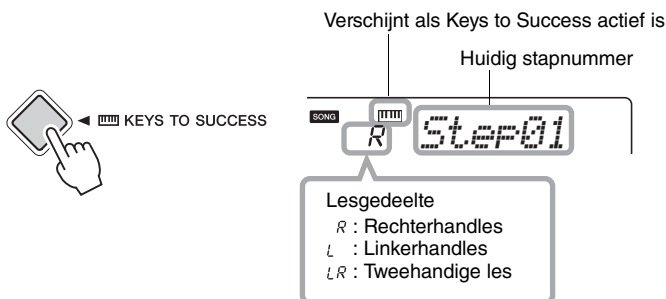 Verschijnt als Keys to Success actief is
Huidig stapnummer
KEYS TO SUCCESS
SONG
R Step01
Lesgedeelte
R : Rechterhandles
L : Linkerhandles
LR : Tweehandige les